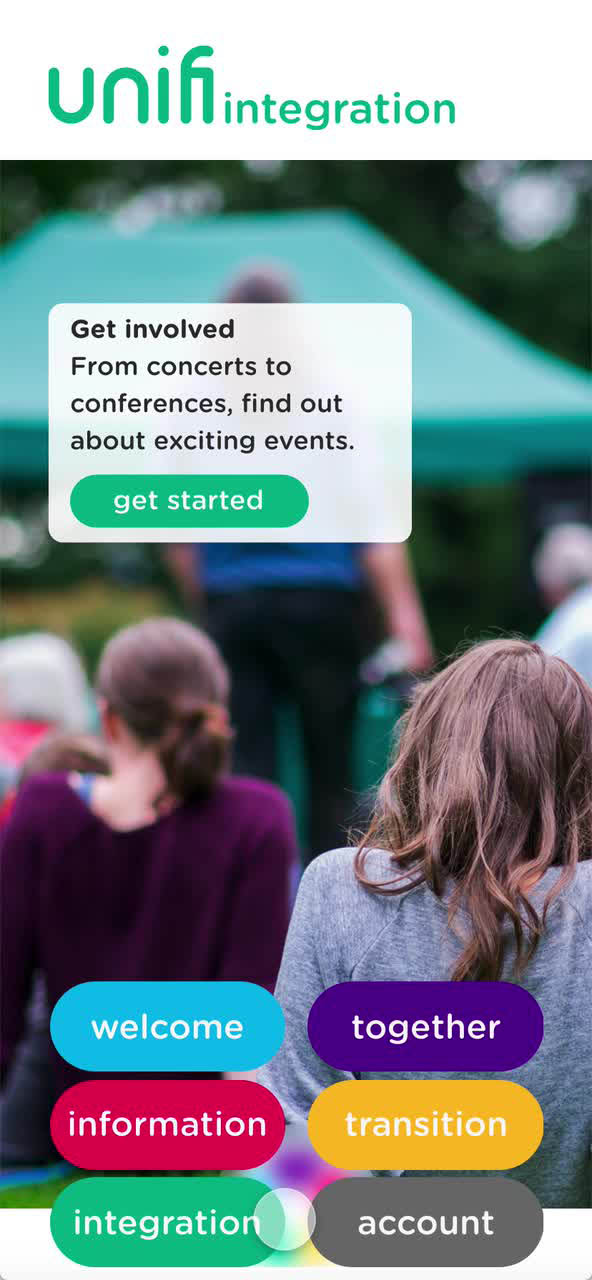 unifi integration
Get involved
From concerts to
conferences, find out
about exciting events.
get started
welcome
together
information
transition
integration
account